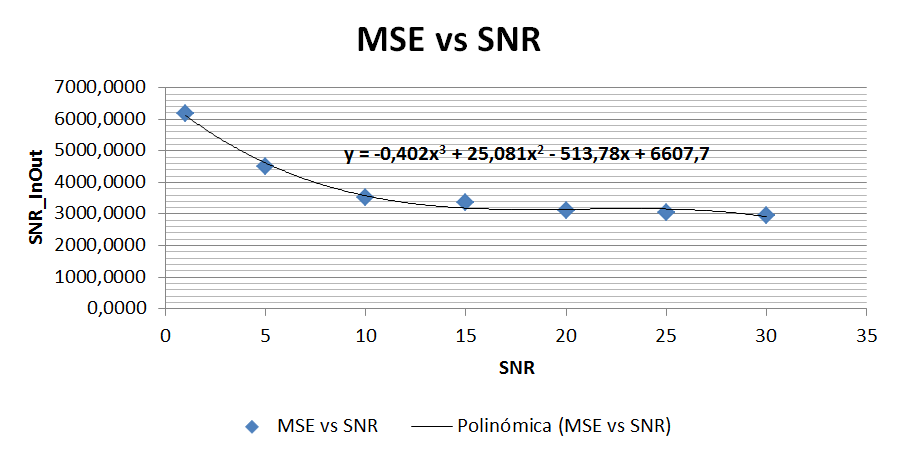 MSE vs SNR
7000,0000
6000,0000
5000,0000
4000,0000
3000,0000
2000,0000
1000,0000
0,0000
SNR_InOut
y = -0,402x³ + 25,081x² - 513,78x + 6607,7
0 5 10 15 20 25 30 35
SNR
MSE vs SNR
Polinómica (MSE vs SNR)